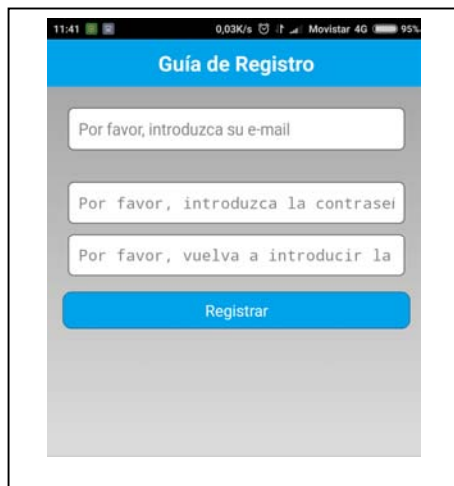 11:41 0,03K/s Movistar 4G 95%
Guía de Registro
Por favor, introduzca su e-mail
Por favor, introduzca la contraseñ
Por favor, vuelva a introducir la
Registrar